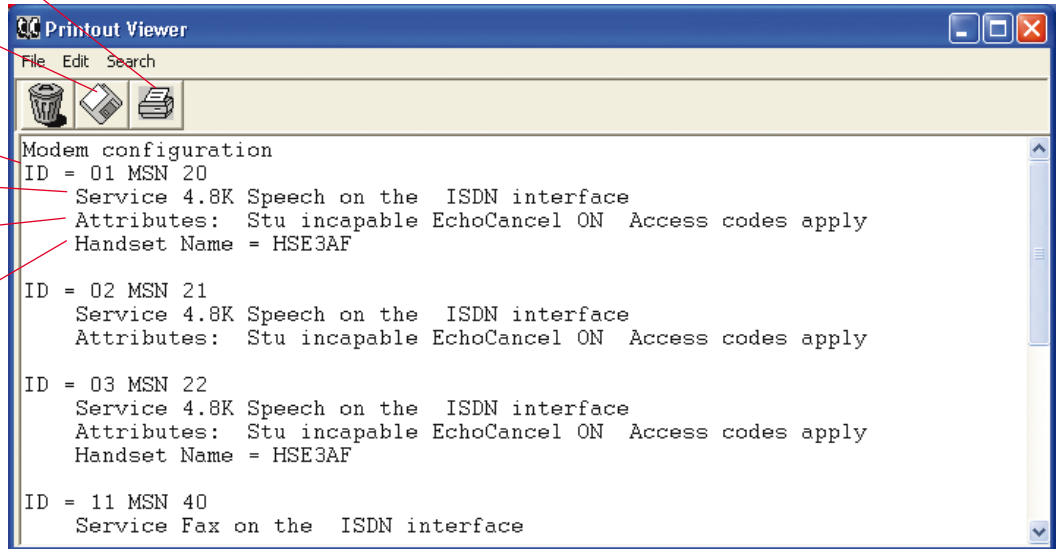 Printout Viewer
File Edit Search
Modem configuration
ID = 01 MSN 20
Service 4.8K Speech on the ISDN interface
Attributes: Stu incapable EchoCancel ON Access codes apply
Handset Name = HSE3AF
ID = 02 MSN 21
Service 4.8K Speech on the ISDN interface
Attributes: Stu incapable EchoCancel ON Access codes apply
ID = 03 MSN 22
Service 4.8K Speech on the ISDN interface
Attributes: Stu incapable EchoCancel ON Access codes apply
Handset Name = HSE3AF
ID = 11 MSN 40
Service Fax on the ISDN interface